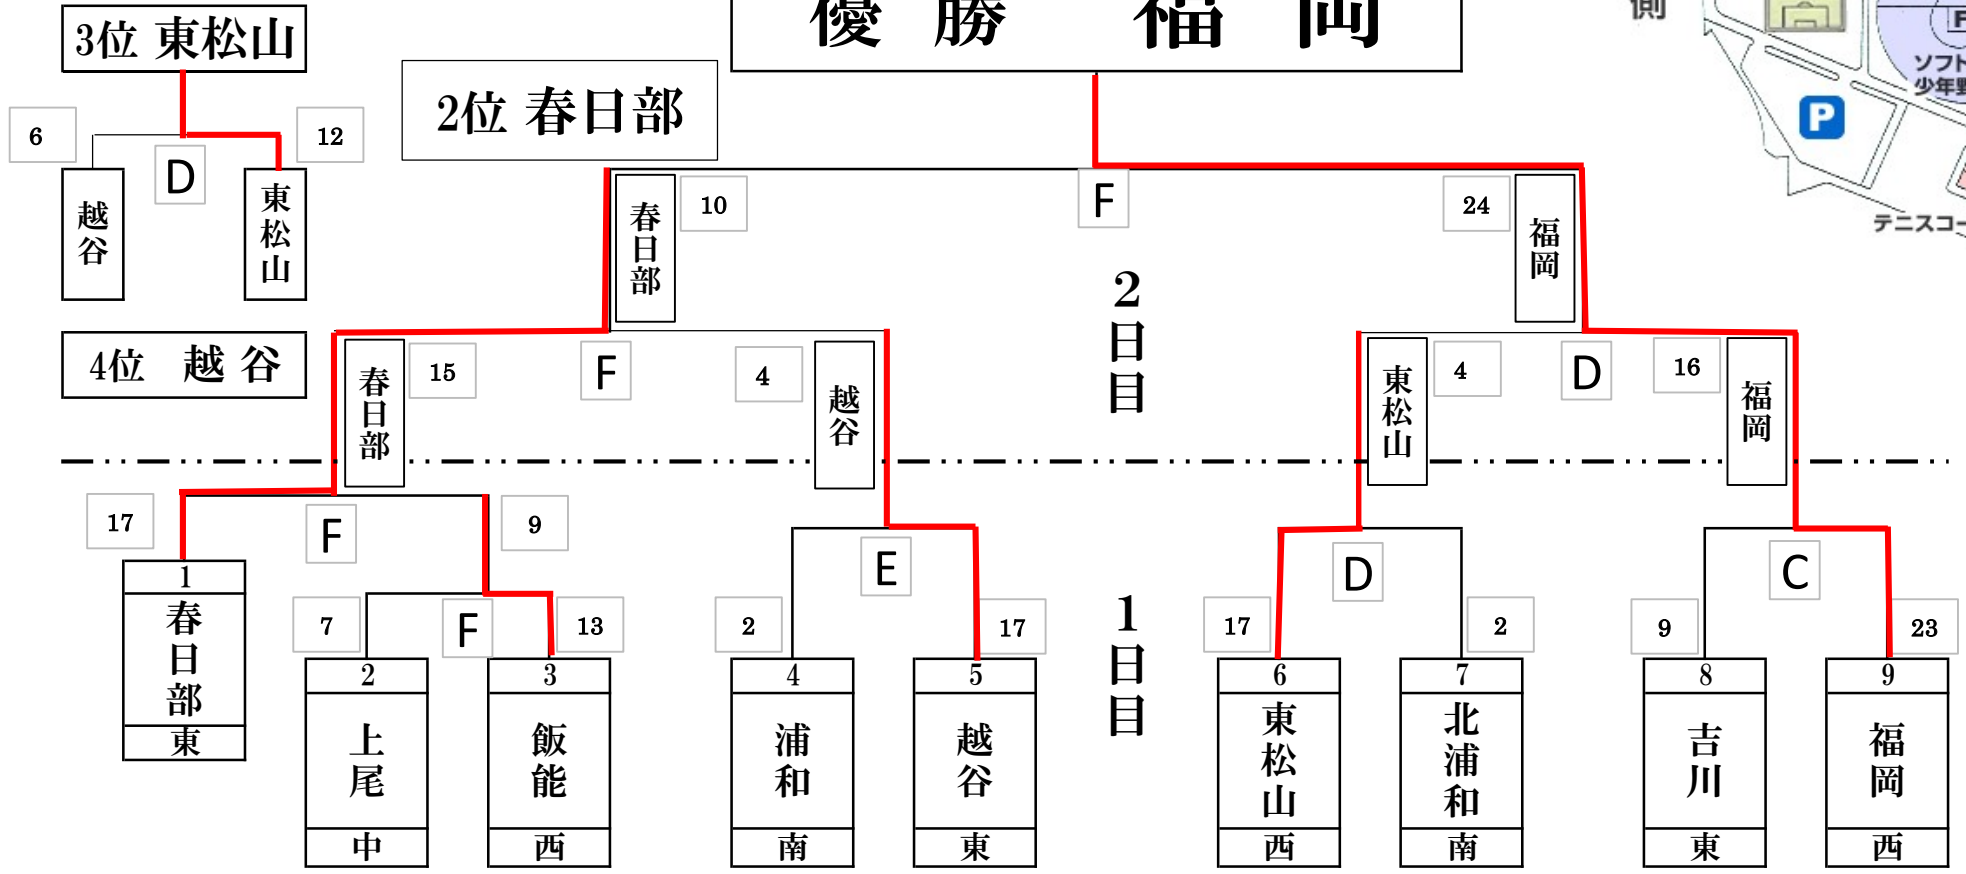 優勝 福岡
側
3位 東松山
2位 春日部
ソフト
少年野
P
F
テニスコー
6
12
D
越谷
東松山
春日部
10
F
24
福岡
2日目
4位 越谷
春日部
15
F
4
越谷
東松山
4
D
16
福岡
17
F
9
E
D
C
1日目
7
F
13
2
17
17
2
9
23
1
春日部
東
2
上尾
中
3
飯能
西
4
浦和
南
5
越谷
東
6
東松山
西
7
北浦和
南
8
吉川
東
9
福岡
西